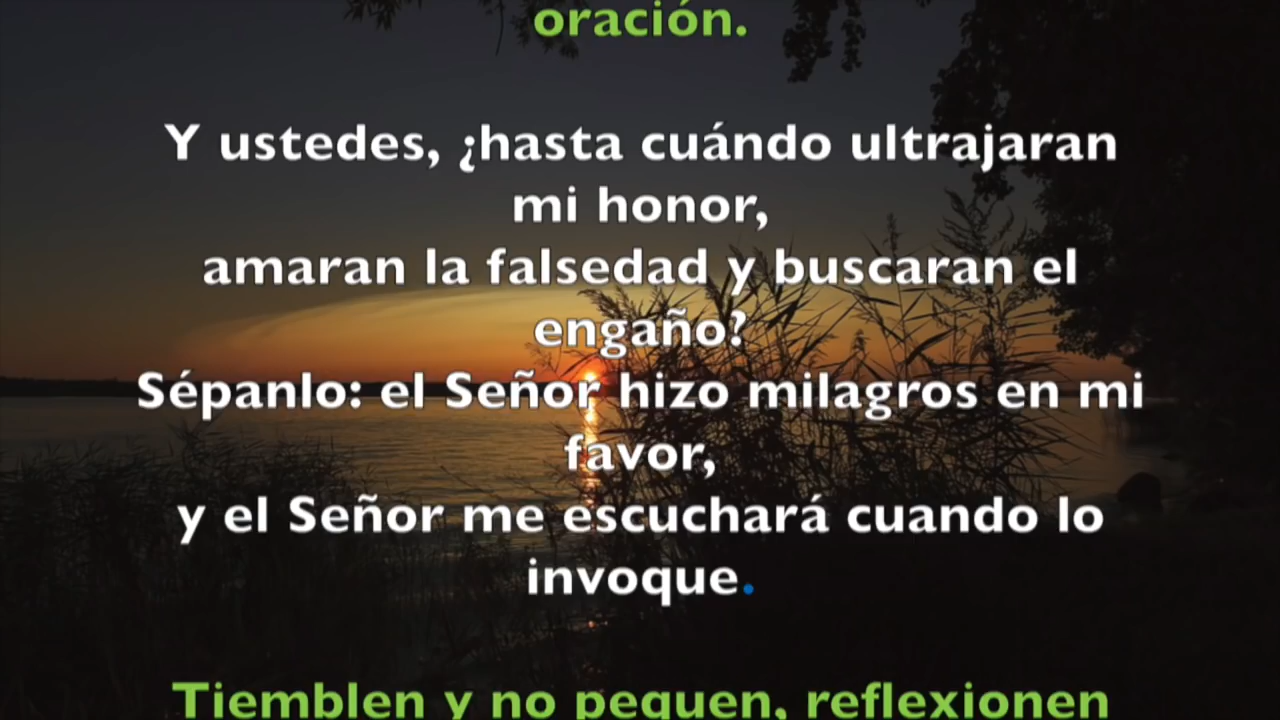 oración.
Y ustedes, ¿hasta cuándo ultrajaran
mi honor,
amaran la falsedad y buscaran el
engaño?
Sépanlo: el Señor hizo milagros en mi
favor,
y el Señor me escuchará cuando lo
invoque.
Tiemblen y no pequen, reflexionen